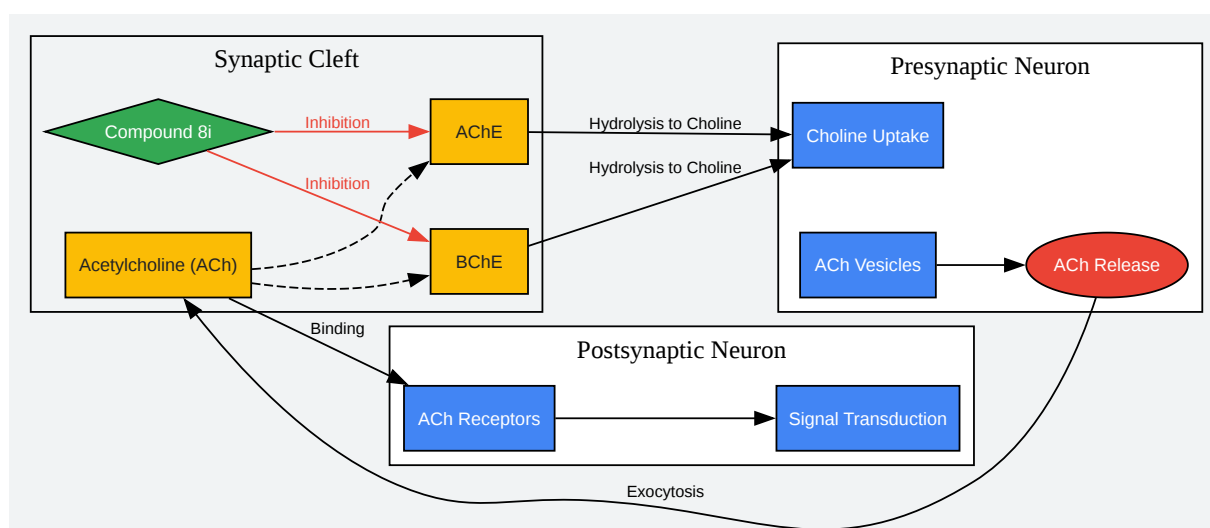 Synaptic Cleft
Presynaptic Neuron
Compound 8i
Inhibition
AChE
Hydrolysis to Choline
Choline Uptake
Hydrolysis to Choline
Inhibition
Acetylcholine (ACh)
BChE
ACh Vesicles
ACh Release
Binding
Postsynaptic Neuron
ACh Receptors
Signal Transduction
Exocytosis